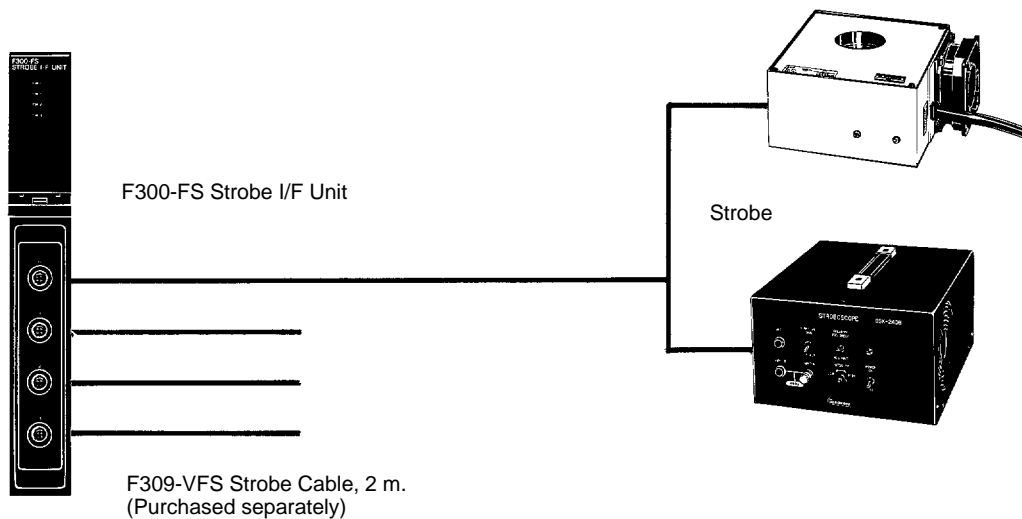 F300-FS
STROBE I/F UNIT
F300-FS Strobe I/F Unit
Strobe
STROBOSCOPE
F309-VFS Strobe Cable, 2 m.
(Purchased separately)